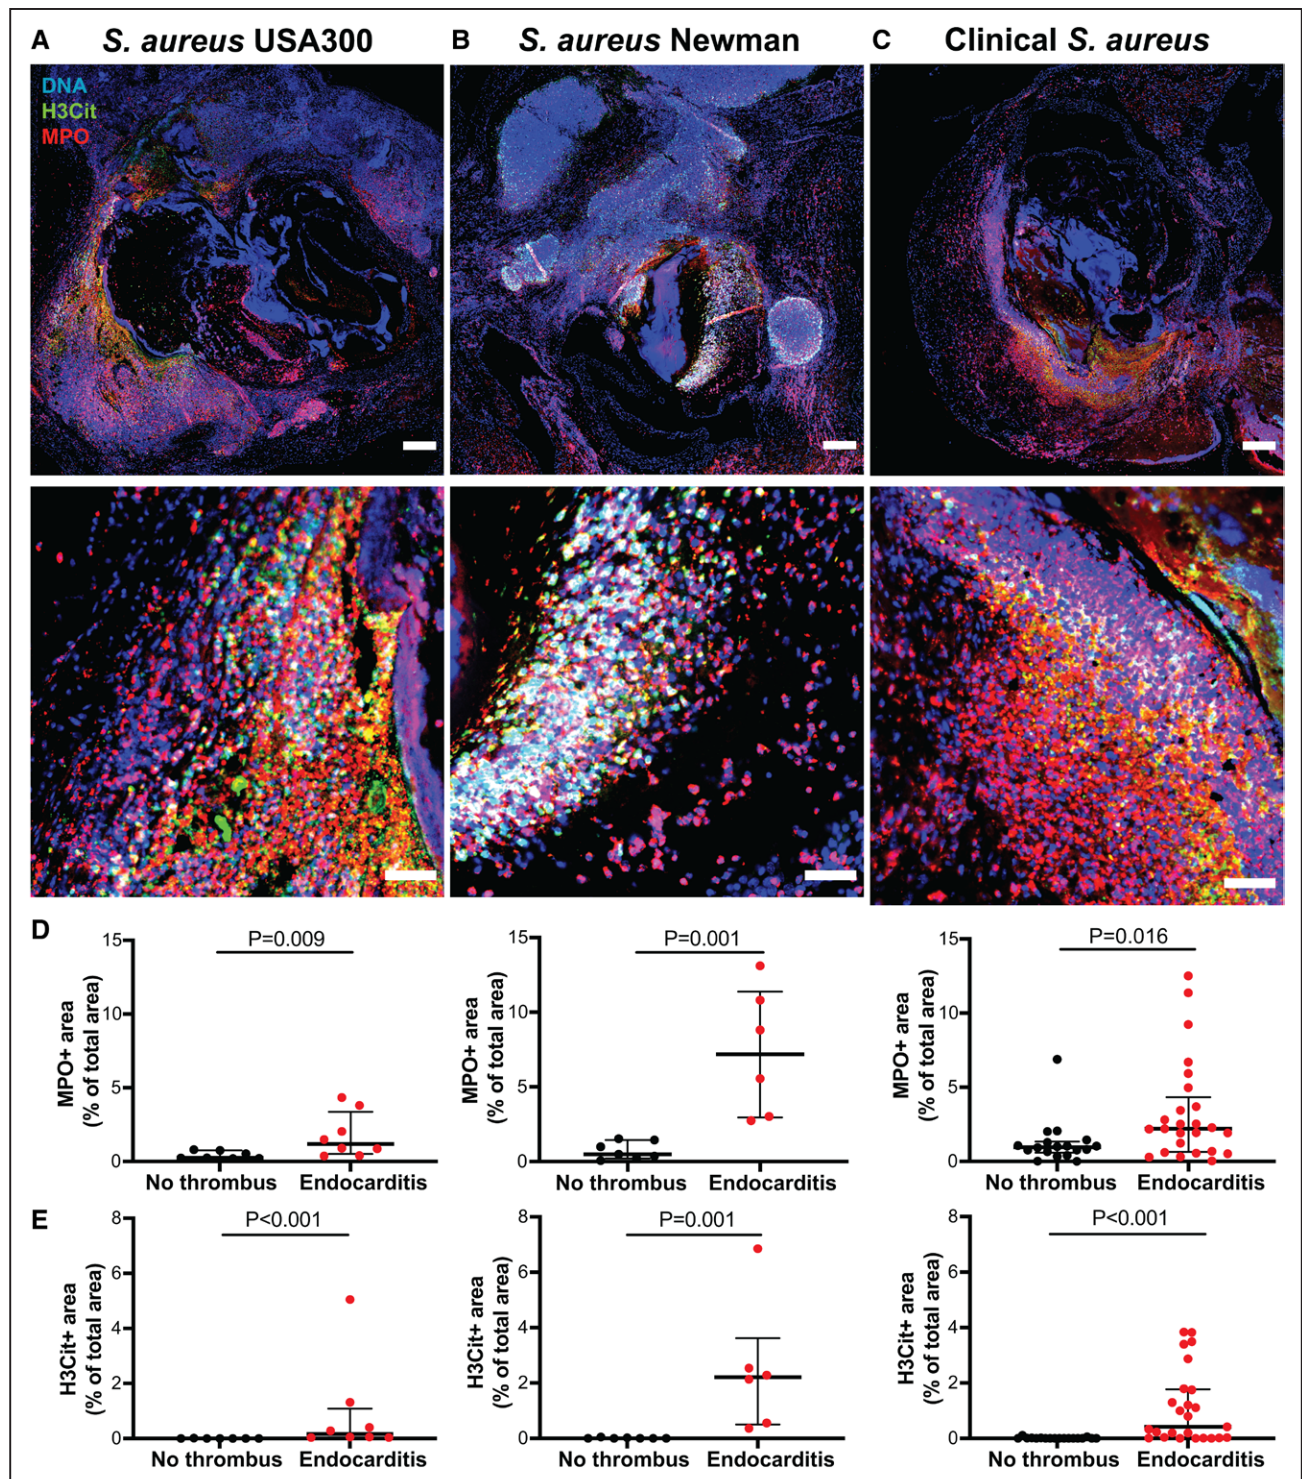 A S. aureus USA300 B S. aureus Newman C Clinical S. aureus
DNA
H3Cit
MPO
D
P=0.009
MPO+ area
(% of total area)
15
10
5
0
No thrombus Endocarditis
P=0.001
MPO+ area
(% of total area)
15
10
5
0
No thrombus Endocarditis
P=0.016
MPO+ area
(% of total area)
15
10
5
0
No thrombus Endocarditis
E
P<0.001
H3Cit+ area
(% of total area)
8
6
4
2
0
No thrombus Endocarditis
P=0.001
H3Cit+ area
(% of total area)
8
6
4
2
0
No thrombus Endocarditis
P<0.001
H3Cit+ area
(% of total area)
8
6
4
2
0
No thrombus Endocarditis